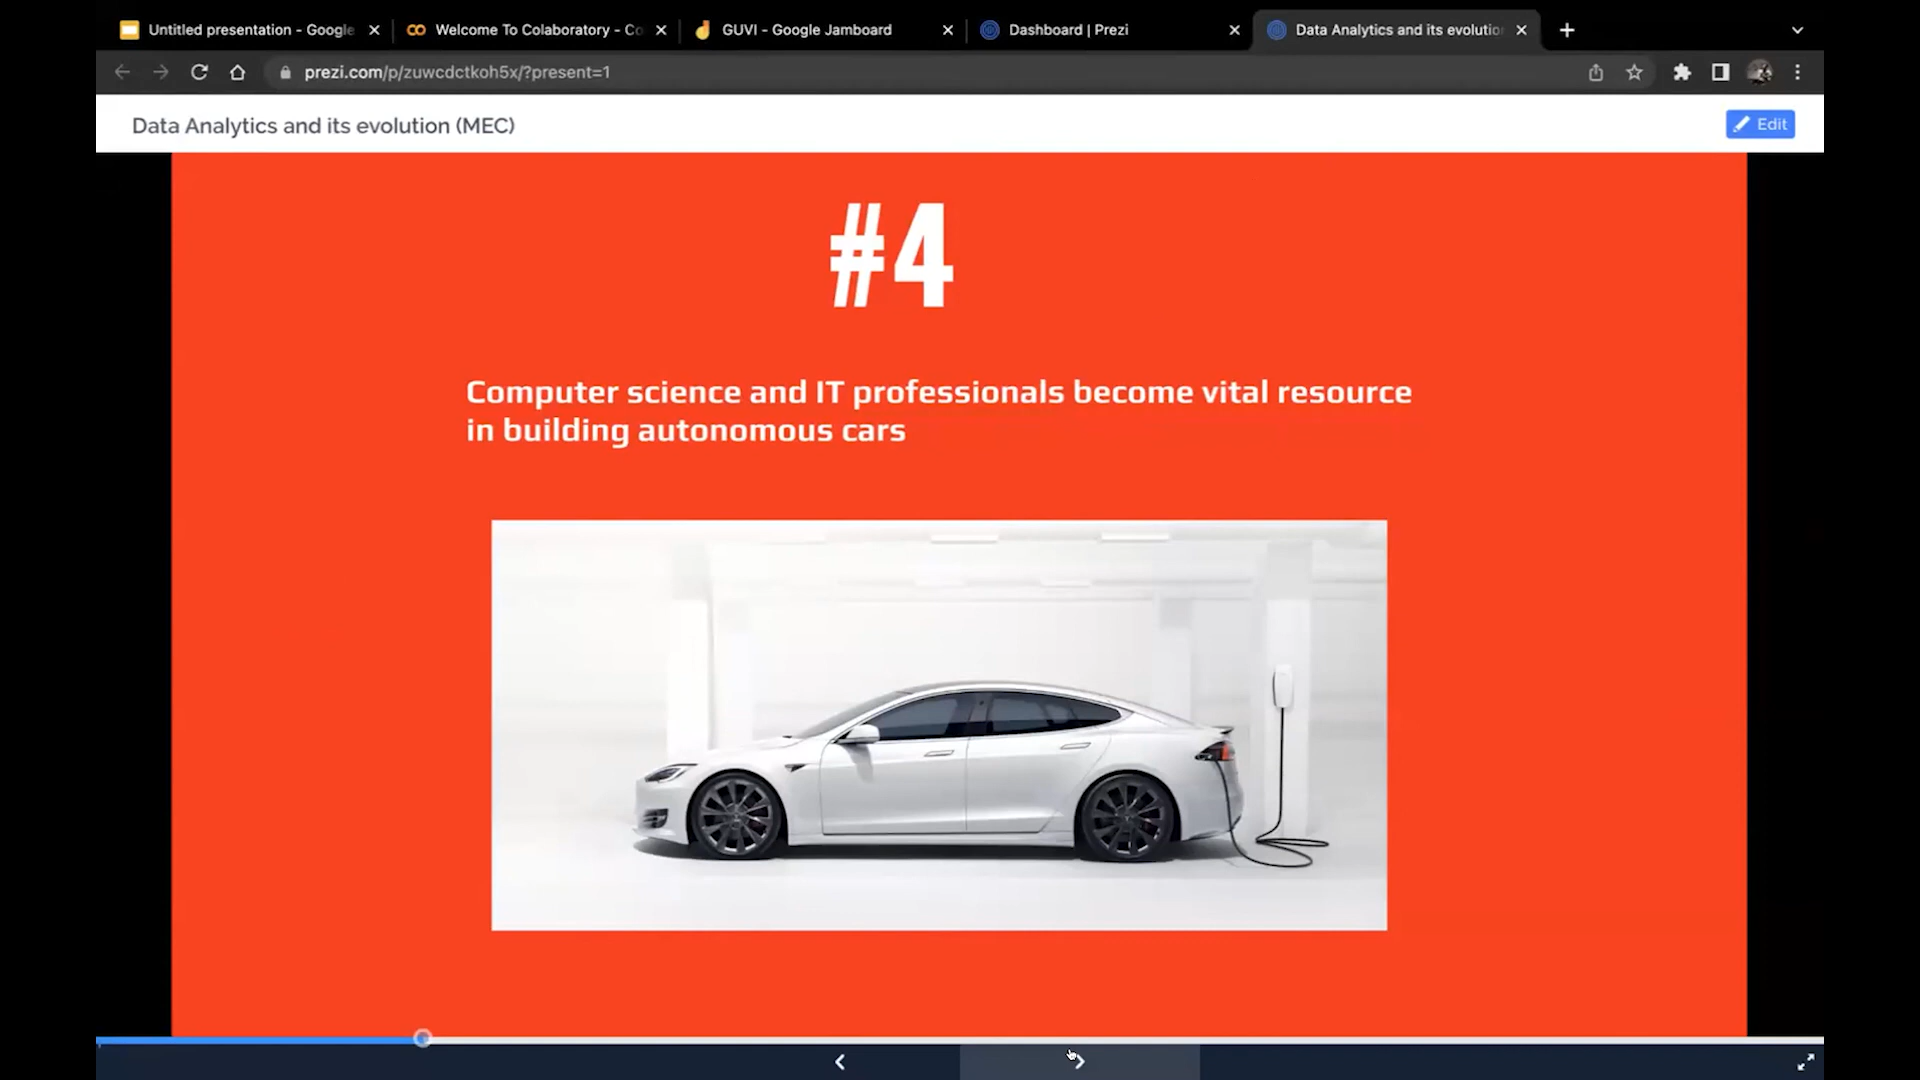 Untitled presentation - Google
Welcome To Colaboratory - Co
GUVI - Google Jamboard
Dashboard | Prezi
Data Analytics and its evolution
prezi.com/p/zuwcdctkoh5x/?present=1
Data Analytics and its evolution (MEC)
Edit
#4
Computer science and IT professionals become vital resource
in building autonomous cars